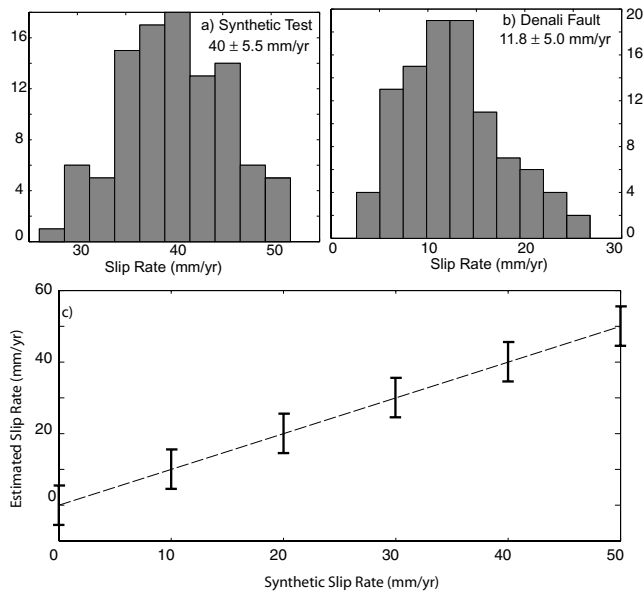 a) Synthetic Test
40 ± 5.5 mm/yr
16
12
8
4
0
30 40 50
Slip Rate (mm/yr)
b) Denali Fault
11.8 ± 5.0 mm/yr
20
16
12
8
4
0
0 10 20 30
Slip Rate (mm/yr)
c)
60
40
20
0
Estimated Slip Rate (mm/yr)
0 10 20 30 40 50
Synthetic Slip Rate (mm/yr)